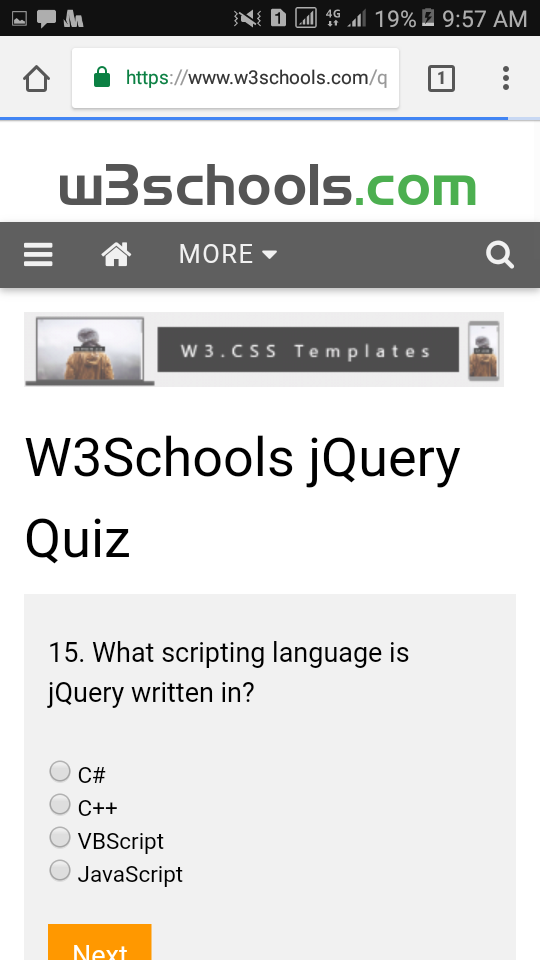 1 4G 19% 9:57 AM
https://www.w3schools.com/q 1
w3schools.com
MORE
W3.CSS Templates
W3Schools jQuery
Quiz
15. What scripting language is
jQuery written in?
C#
C++
VBScript
JavaScript
Next